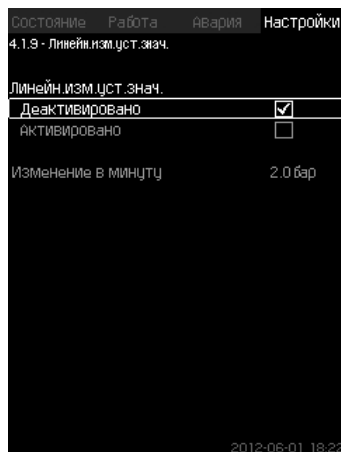 Состояние Работа Авария Настройки
4.1.9 - Линейн.изм.уст.знач.
Линейн.изм.уст.знач.
Деактивировано
Активировано
Изменение в минуту 2.0 бар
2012-06-01 18:22